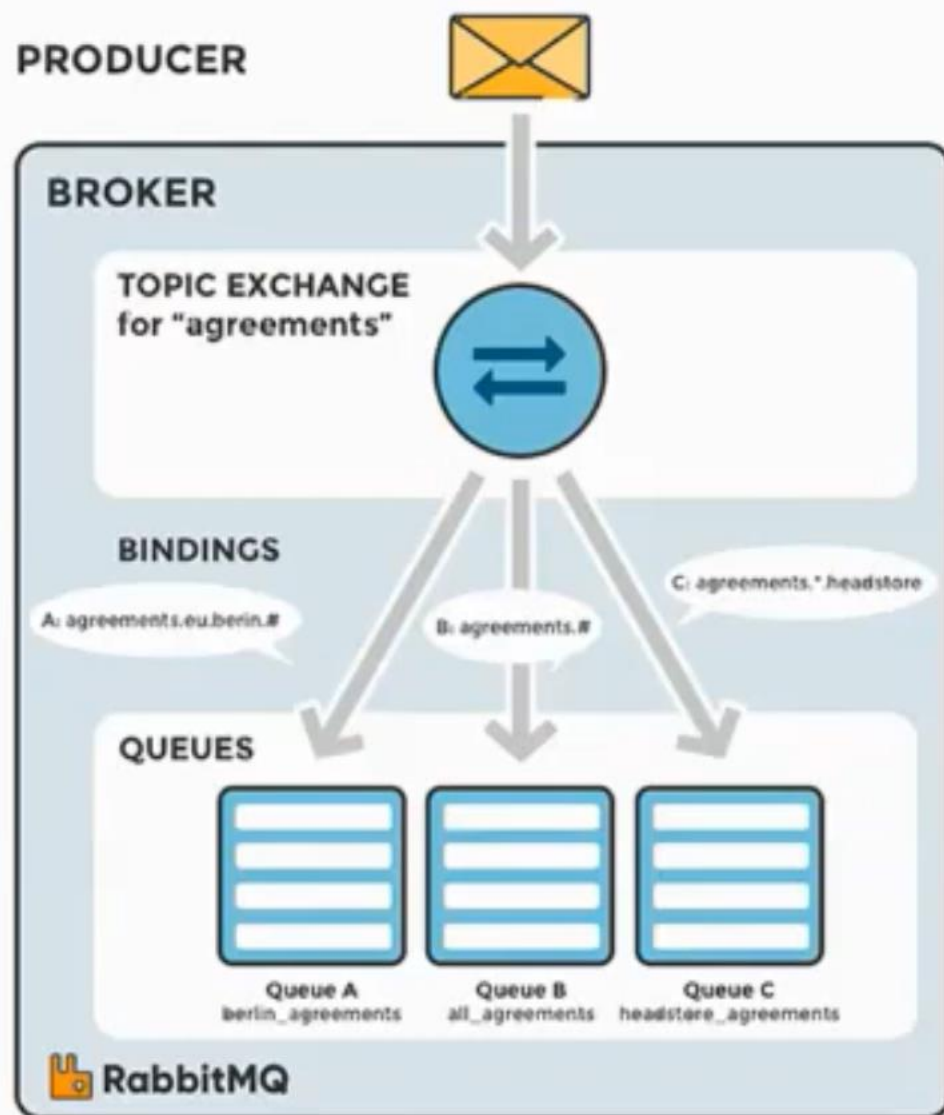 PRODUCER
BROKER
TOPIC EXCHANGE
for "agreements"
BINDINGS
C: agreements.*.headstore
A: agreements.eu.berin.#
B: agreements.#
QUEUES
Queue A
berlin_agreements
Queue B
all_agreements
Queue C
headstore_agreements
RabbitMQ